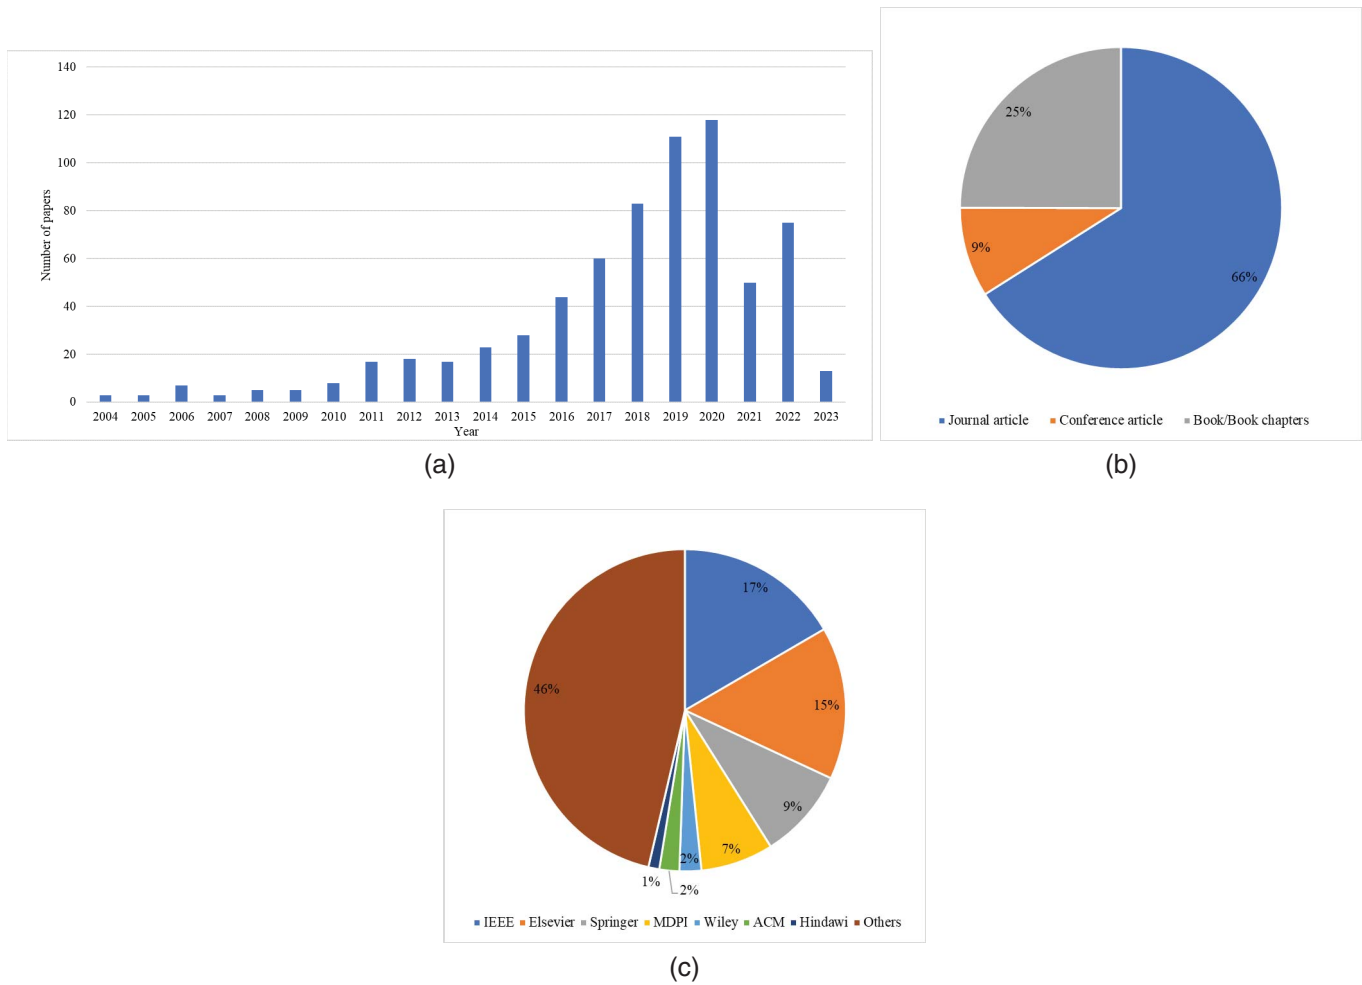 140
120
100
80
60
40
20
0
Number of papers
2004 2005 2006 2007 2008 2009 2010 2011 2012 2013 2014 2015 2016 2017 2018 2019 2020 2021 2022 2023
Year
(a)
25%
9%
66%
Journal article Conference article Book/Book chapters
(b)
17%
46%
15%
9%
7%
2%
1%
2%
IEEE Elsevier Springer MDPI Wiley ACM Hindawi Others
(c)